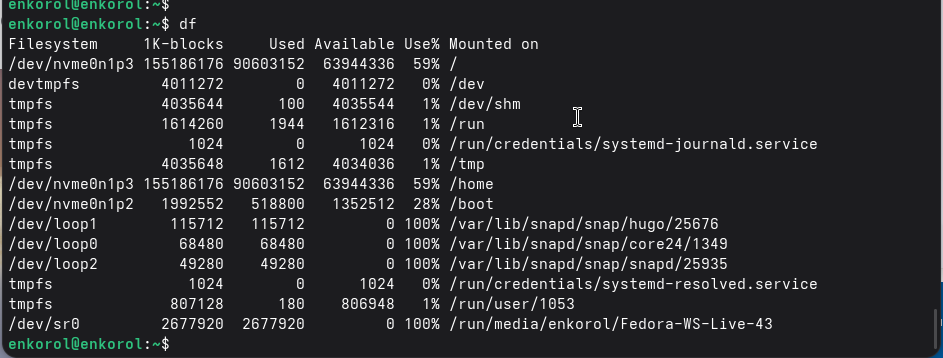 enkorol@enkorol:~$
enkorol@enkorol:~$ df
Filesystem     1K-blocks     Used Available Use% Mounted on
/dev/nvme0n1p3 155186176 90603152  63944336  59% /
devtmpfs         4011272        0   4011272   0% /dev
tmpfs            4035644      100   4035544   1% /dev/shm
tmpfs            1614260     1944   1612316   1% /run
tmpfs               1024        0      1024   0% /run/credentials/systemd-journald.service
tmpfs            4035648     1612   4034036   1% /tmp
/dev/nvme0n1p3 155186176 90603152  63944336  59% /home
/dev/nvme0n1p2   1992552   518800   1352512  28% /boot
/dev/loop1        115712   115712         0 100% /var/lib/snapd/snap/hugo/25676
/dev/loop0         68480    68480         0 100% /var/lib/snapd/snap/core24/1349
/dev/loop2         49280    49280         0 100% /var/lib/snapd/snap/snapd/25935
tmpfs               1024        0      1024   0% /run/credentials/systemd-resolved.service
tmpfs             807128      180    806948   1% /run/user/1053
/dev/sr0         2677920  2677920         0 100% /run/media/enkorol/Fedora-WS-Live-43
enkorol@enkorol:~$